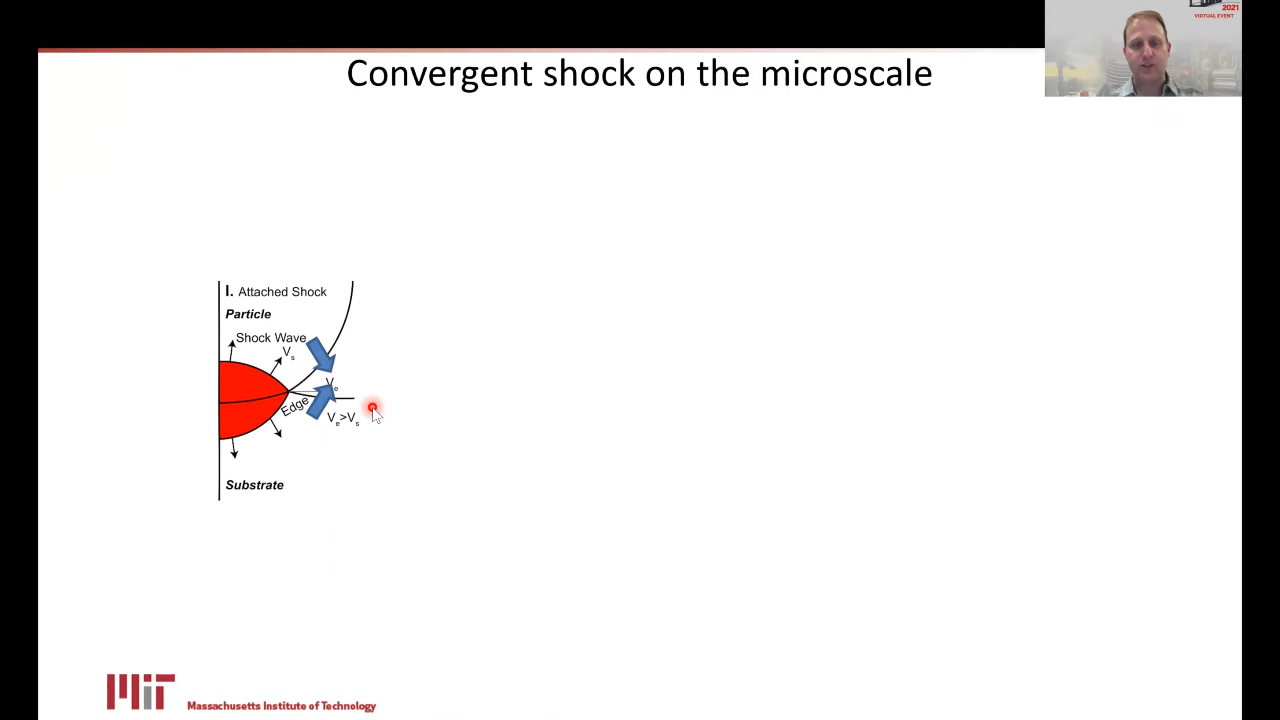 2021
VIRTUAL EVENT
Convergent shock on the microscale
I. Attached Shock
Particle
Shock Wave
Vs
Ve
Edge
Ve>Vs
Substrate
MIT
Massachusetts Institute of Technology